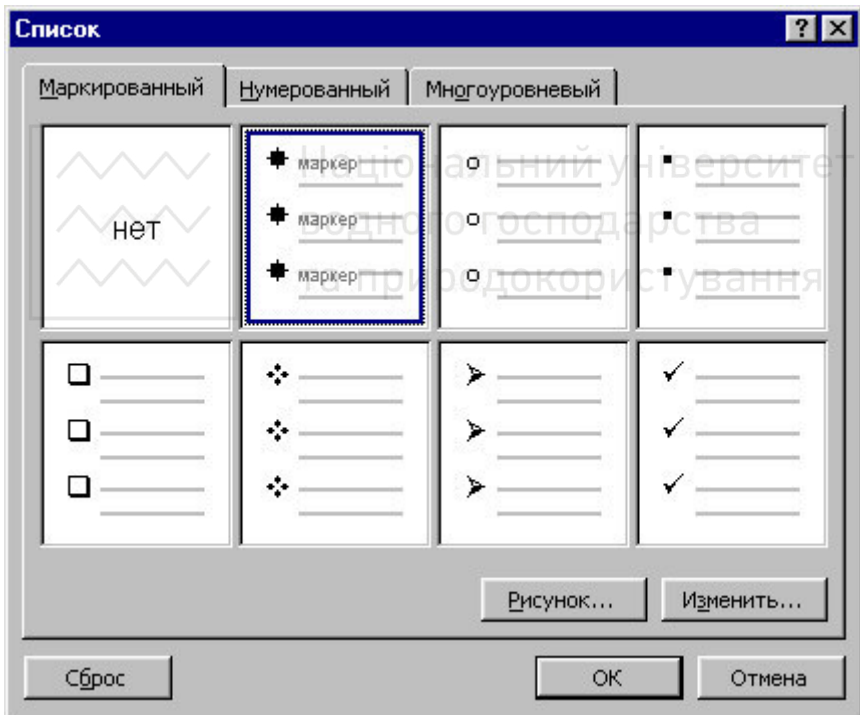 Список
Маркированный Нумерованный Многоуровневый
нет
маркер
маркер
маркер
Національний університет
водного господарства
та природокористування
Рисунок... Изменить...
Сброс ОК Отмена